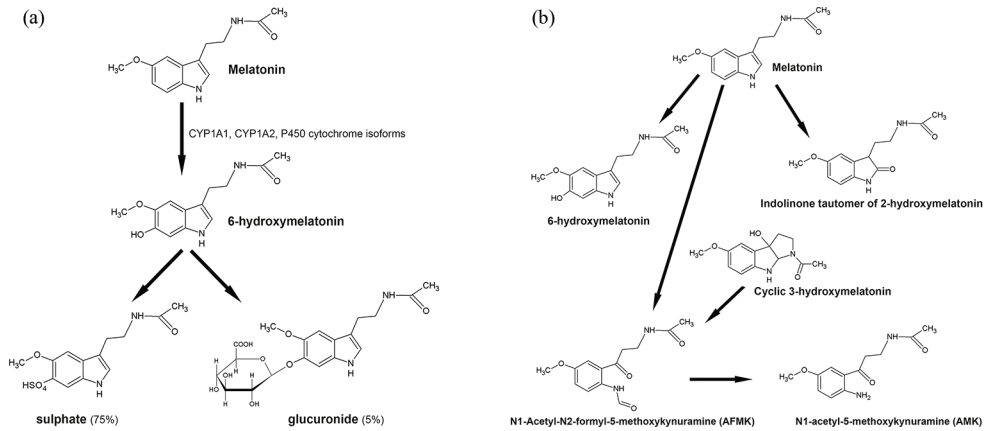 (a)
CH₃
NH
O
H₃C
O
N
H
Melatonin
CYP1A1, CYP1A2, P450 cytochrome isoforms
CH₃
NH
O
H₃C
O
HO
N
H
6-hydroxymelatonin
CH₃
NH
O
H₃C
O
HSO₄
N
H
sulphate (75%)
CH₃
NH
O
H₃C
O
COOH
H
O
H
H
OH
H
OH
H
OH
O
N
H
glucuronide (5%)
(b)
CH₃
NH
O
H₃C
O
N
H
Melatonin
CH₃
NH
O
H₃C
O
HO
N
H
6-hydroxymelatonin
CH₃
NH
O
H₃C
O
O
N
H
Indolinone tautomer of 2-hydroxymelatonin
HO
H₃C
O
N
N
H
CH₃
O
Cyclic 3-hydroxymelatonin
CH₃
NH
O
H₃C
O
O
NH
O
N1-Acetyl-N2-formyl-5-methoxykynuramine (AFMK)
CH₃
NH
O
H₃C
O
O
NH₂
N1-acetyl-5-methoxykynuramine (AMK)